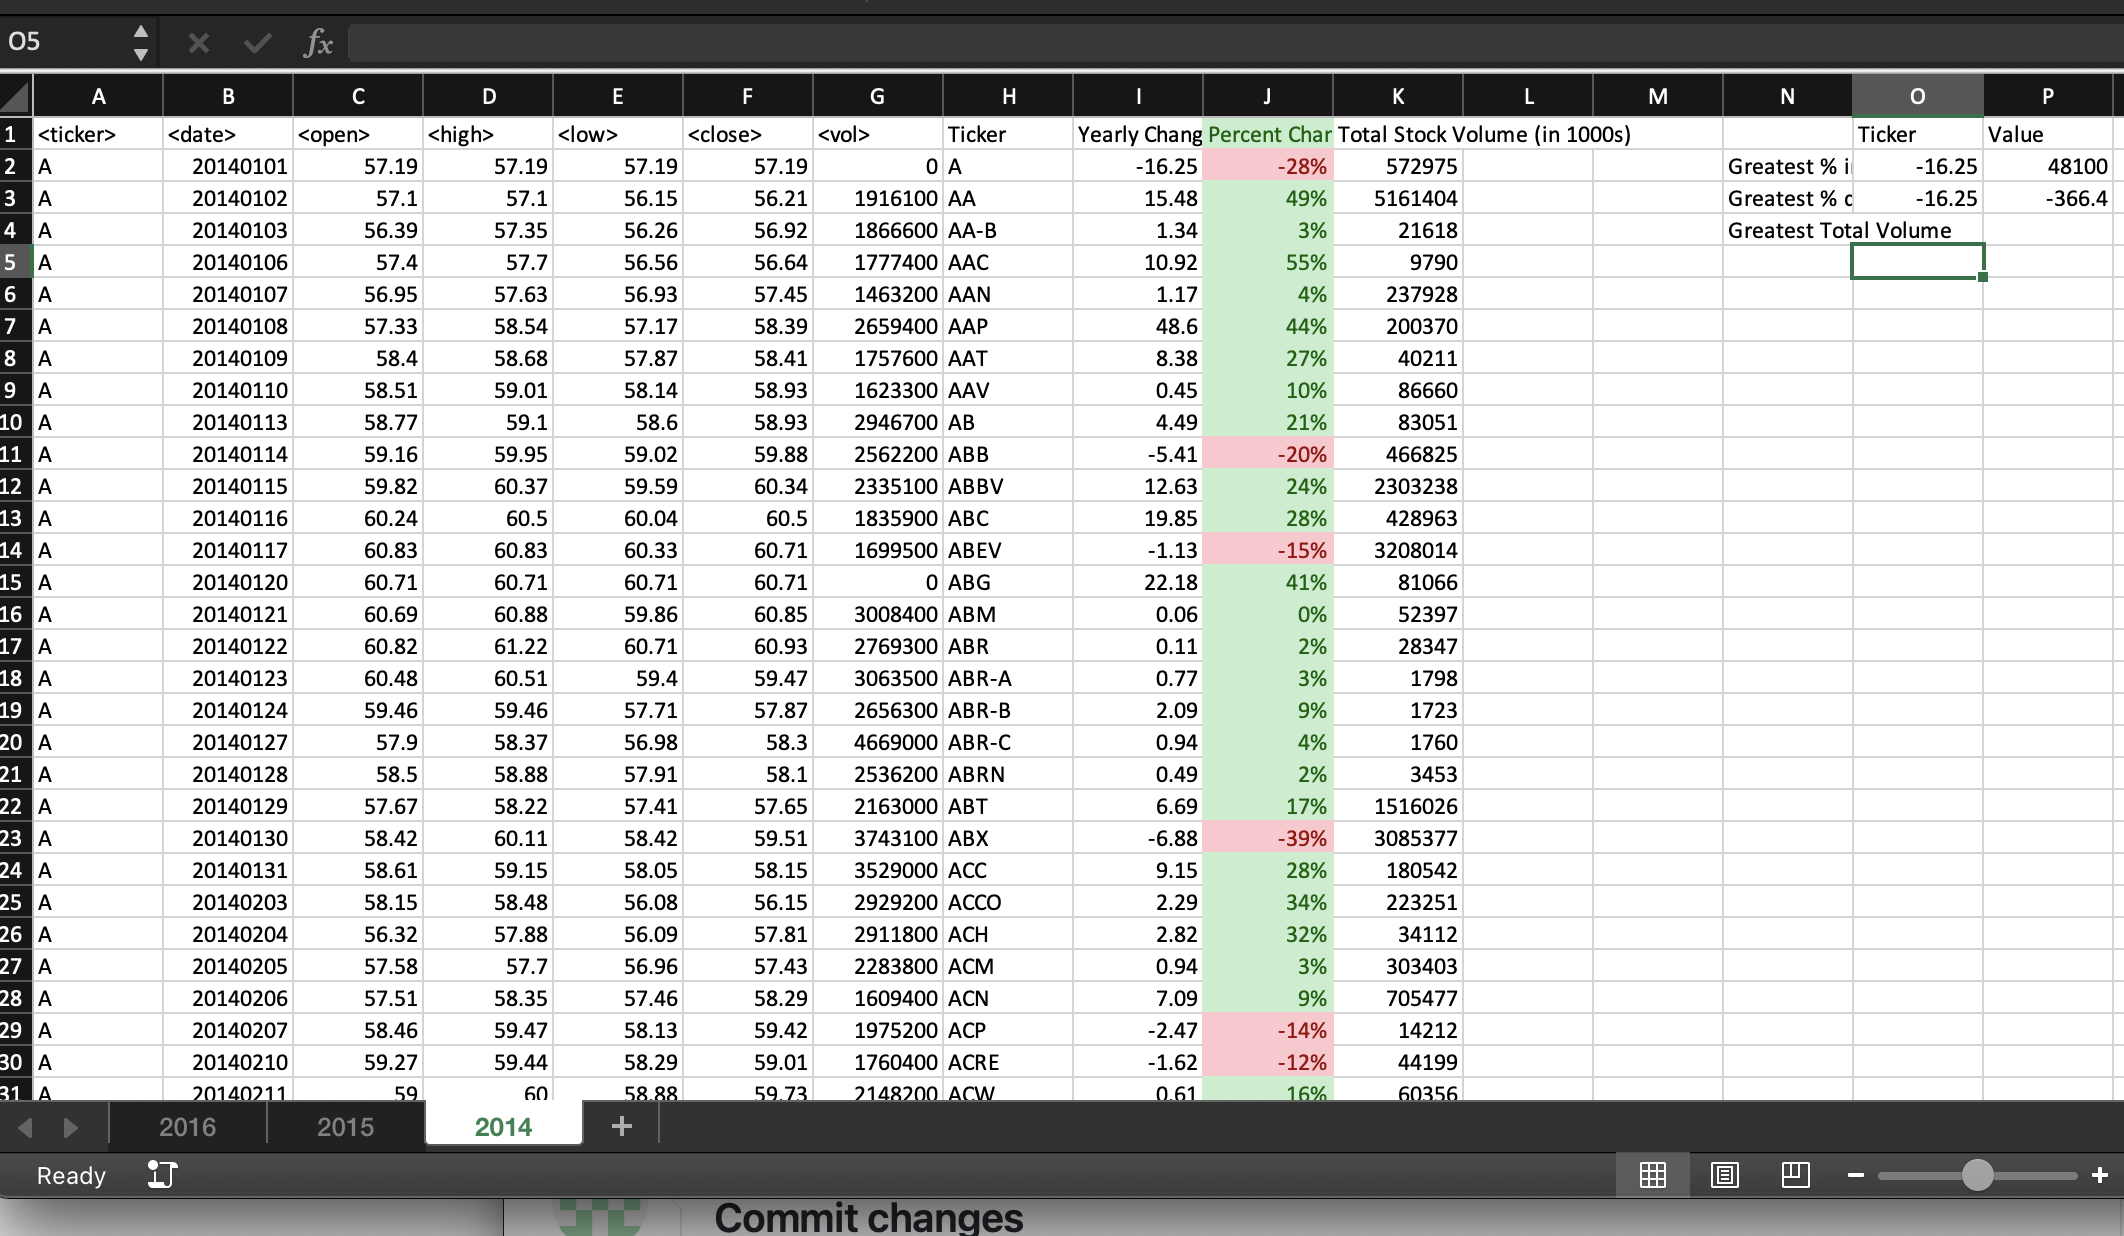 O5 fx
A B C D E F G H I J K L M N O P
1 <ticker> <date> <open> <high> <low> <close> <vol> Ticker Yearly Chang Percent Char Total Stock Volume (in 1000s) Ticker Value
2 A 20140101 57.19 57.19 57.19 57.19 0 A -16.25 -28% 572975 Greatest % i -16.25 48100
3 A 20140102 57.1 57.1 56.15 56.21 1916100 AA 15.48 49% 5161404 Greatest % c -16.25 -366.4
4 A 20140103 56.39 57.35 56.26 56.92 1866600 AA-B 1.34 3% 21618 Greatest Total Volume
5 A 20140106 57.4 57.7 56.56 56.64 1777400 AAC 10.92 55% 9790
6 A 20140107 56.95 57.63 56.93 57.45 1463200 AAN 1.17 4% 237928
7 A 20140108 57.33 58.54 57.17 58.39 2659400 AAP 48.6 44% 200370
8 A 20140109 58.4 58.68 57.87 58.41 1757600 AAT 8.38 27% 40211
9 A 20140110 58.51 59.01 58.14 58.93 1623300 AAV 0.45 10% 86660
10 A 20140113 58.77 59.1 58.6 58.93 2946700 AB 4.49 21% 83051
11 A 20140114 59.16 59.95 59.02 59.88 2562200 ABB -5.41 -20% 466825
12 A 20140115 59.82 60.37 59.59 60.34 2335100 ABBV 12.63 24% 2303238
13 A 20140116 60.24 60.5 60.04 60.5 1835900 ABC 19.85 28% 428963
14 A 20140117 60.83 60.83 60.33 60.71 1699500 ABEV -1.13 -15% 3208014
15 A 20140120 60.71 60.71 60.71 60.71 0 ABG 22.18 41% 81066
16 A 20140121 60.69 60.88 59.86 60.85 3008400 ABM 0.06 0% 52397
17 A 20140122 60.82 61.22 60.71 60.93 2769300 ABR 0.11 2% 28347
18 A 20140123 60.48 60.51 59.4 59.47 3063500 ABR-A 0.77 3% 1798
19 A 20140124 59.46 59.46 57.71 57.87 2656300 ABR-B 2.09 9% 1723
20 A 20140127 57.9 58.37 56.98 58.3 4669000 ABR-C 0.94 4% 1760
21 A 20140128 58.5 58.88 57.91 58.1 2536200 ABRN 0.49 2% 3453
22 A 20140129 57.67 58.22 57.41 57.65 2163000 ABT 6.69 17% 1516026
23 A 20140130 58.42 60.11 58.42 59.51 3743100 ABX -6.88 -39% 3085377
24 A 20140131 58.61 59.15 58.05 58.15 3529000 ACC 9.15 28% 180542
25 A 20140203 58.15 58.48 56.08 56.15 2929200 ACCO 2.29 34% 223251
26 A 20140204 56.32 57.88 56.09 57.81 2911800 ACH 2.82 32% 34112
27 A 20140205 57.58 57.7 56.96 57.43 2283800 ACM 0.94 3% 303403
28 A 20140206 57.51 58.35 57.46 58.29 1609400 ACN 7.09 9% 705477
29 A 20140207 58.46 59.47 58.13 59.42 1975200 ACP -2.47 -14% 14212
30 A 20140210 59.27 59.44 58.29 59.01 1760400 ACRE -1.62 -12% 44199
31 A 20140211 59 60 58.88 59.73 2148200 ACW 0.61 16% 60356
2016 2015 2014 +
Ready
Commit changes